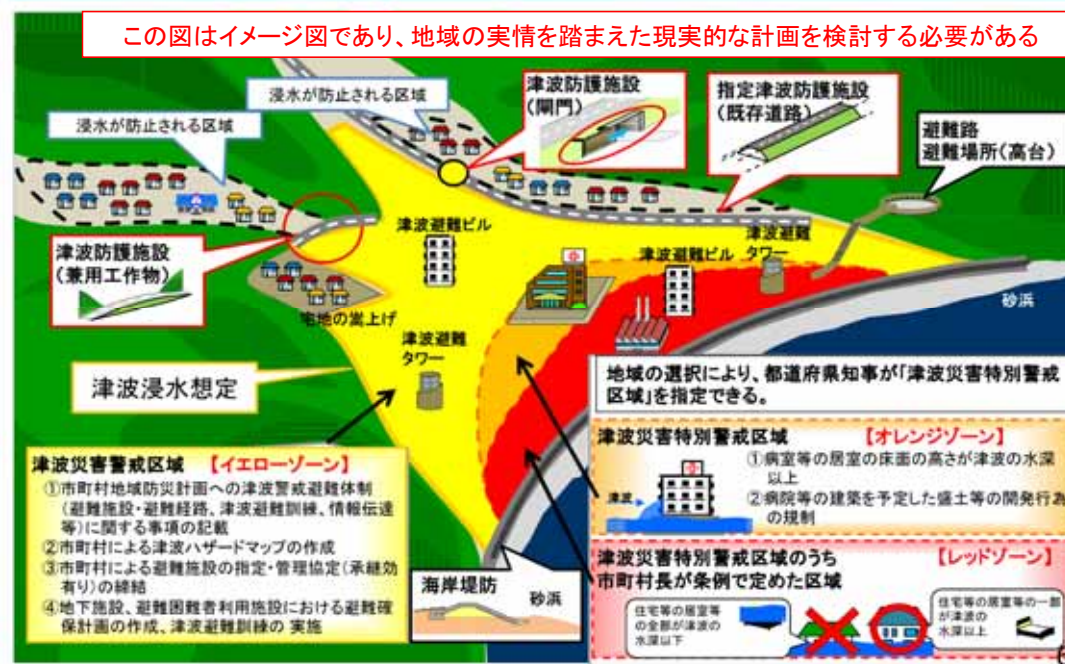 この図はイメージ図であり、地域の実情を踏まえた現実的な計画を検討する必要がある
浸水が防止される区域
浸水が防止される区域
津波防護施設
(閘門)
指定津波防護施設
(既存道路)
避難路
避難場所(高台)
津波防護施設
(兼用工作物)
津波避難ビル
津波避難ビル
津波避難
タワー
砂浜
宅地の嵩上げ
津波避難
タワー
津波浸水想定
地域の選択により、都道府県知事が「津波災害特別警戒
区域」を指定できる。
津波災害警戒区域 【イエローゾーン】
①市町村地域防災計画への津波警戒避難体制
(避難施設・避難経路、津波避難訓練、情報伝達
等)に関する事項の記載
②市町村による津波ハザードマップの作成
③市町村による避難施設の指定・管理協定(承継効
有り)の締結
④地下施設、避難困難者利用施設における避難確
保計画の作成、津波避難訓練の 実施
海岸堤防
砂浜
津波災害特別警戒区域 【オレンジゾーン】
津波
①病室等の居室の床面の高さが津波の水深
以上
②病院等の建築を予定した盛土等の開発行為
の規制
津波災害特別警戒区域のうち
市町村長が条例で定めた区域
【レッドゾーン】
住宅等の居室等
の全部が津波の
水深以下
住宅等の居室等の一部
が津波の
水深以上
6